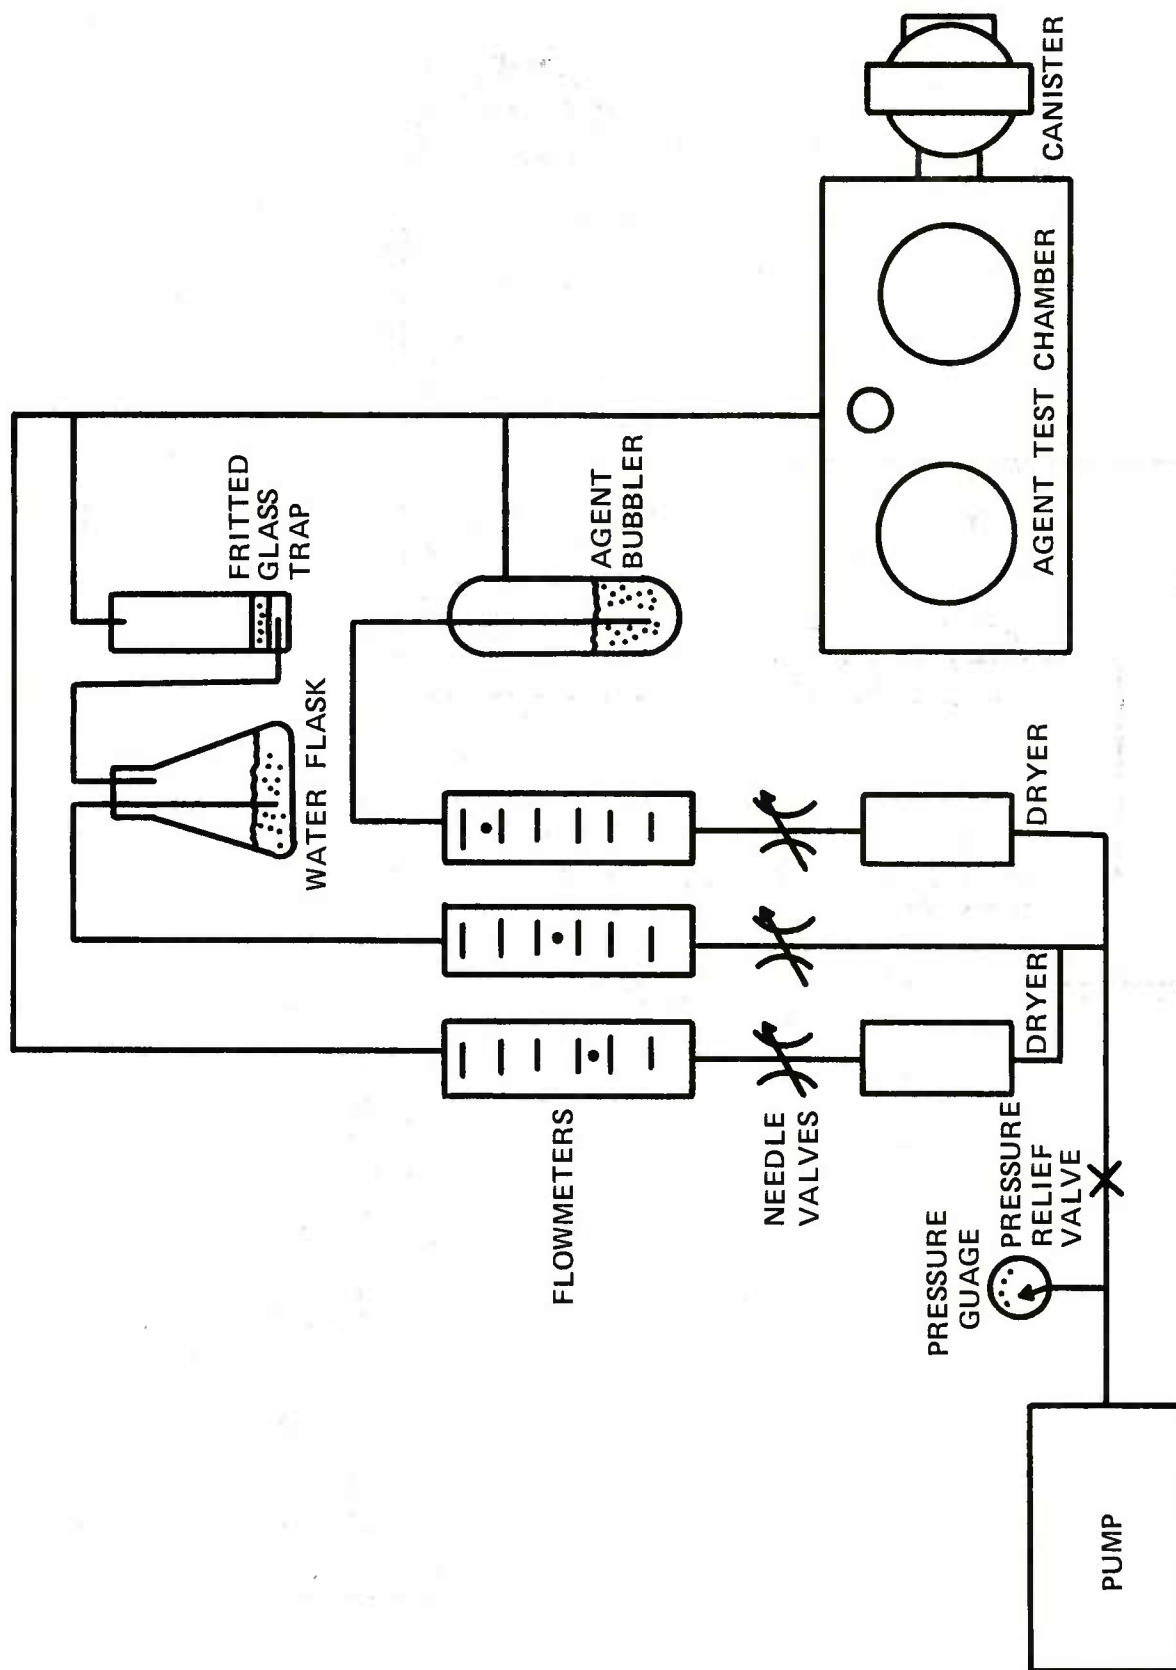 FRITTED
GLASS
TRAP
WATER FLASK
AGENT
BUBBLER
FLOWMETERS
NEEDLE
VALVES
DRYER
DRYER
PRESSURE
GUAGE
PRESSURE
RELIEF
VALVE
PUMP
AGENT TEST CHAMBER
CANISTER